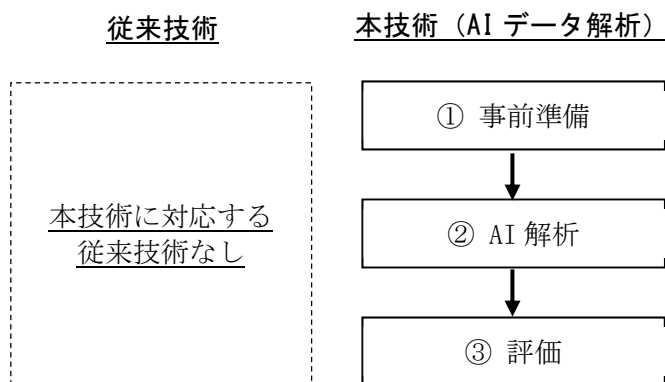 従来技術
本技術（AI データ解析）
本技術に対応する
従来技術なし
① 事前準備
② AI 解析
③ 評価